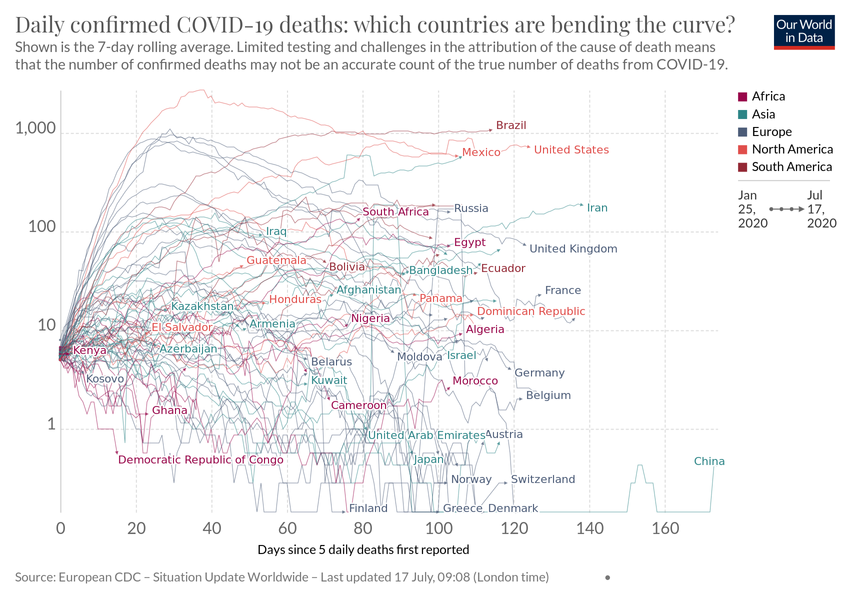 Daily confirmed COVID-19 deaths: which countries are bending the curve?
Our World
in Data
Shown is the 7-day rolling average. Limited testing and challenges in the attribution of the cause of death means
that the number of confirmed deaths may not be an accurate count of the true number of deaths from COVID-19.
Africa
Asia
Europe
North America
South America
Jan
25,
2020
Jul
17,
2020
1,000
100
10
1
Brazil
United States
Mexico
Russia
Iran
South Africa
Iraq
Egypt
United Kingdom
Guatemala
Bolivia
Bangladesh
Ecuador
Afghanistan
France
Honduras
Panama
Kazakhstan
Dominican Republic
Nigeria
El Salvador
Armenia
Algeria
Kenya
Azerbaijan
Moldova
Israel
Belarus
Germany
Kosovo
Kuwait
Morocco
Belgium
Ghana
Cameroon
United Arab Emirates
Austria
Democratic Republic of Congo
Japan
China
Norway
Switzerland
Finland
Greece
Denmark
0
20
40
60
80
100
120
140
160
Days since 5 daily deaths first reported
Source: European CDC – Situation Update Worldwide – Last updated 17 July, 09:08 (London time)